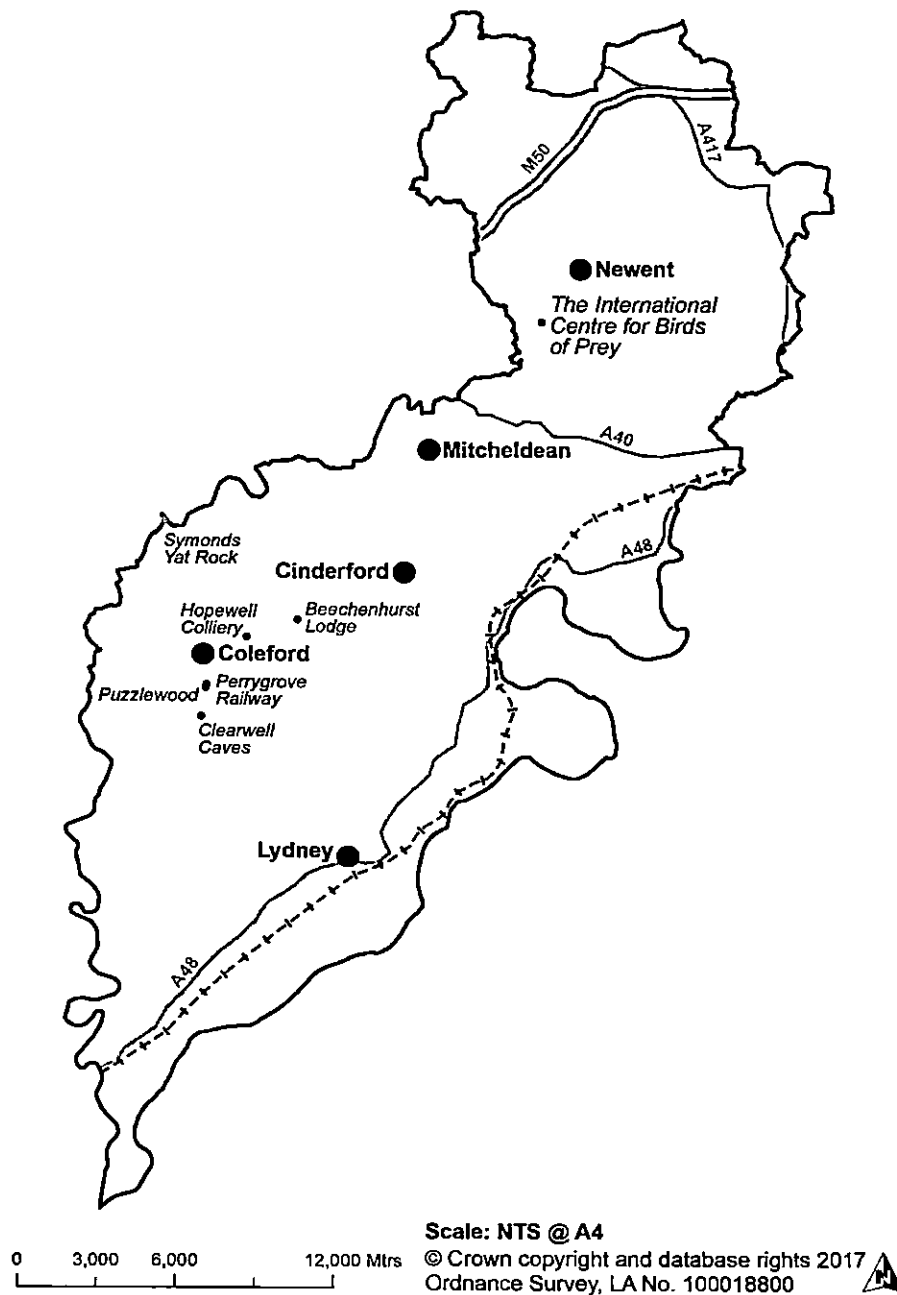 M50
A417
Newent
The International
Centre for Birds
of Prey
A40
Mitcheldean
Symonds
Yat Rock
A48
Cinderford
Hopewell
Colliery
Beechenhurst
Lodge
Coleford
Puzzlewood
Perrygrove
Railway
Clearwell
Caves
Lydney
A48
Scale: NTS @ A4
0 3,000 6,000 12,000 Mtrs
© Crown copyright and database rights 2017
Ordnance Survey, LA No. 100018800
N